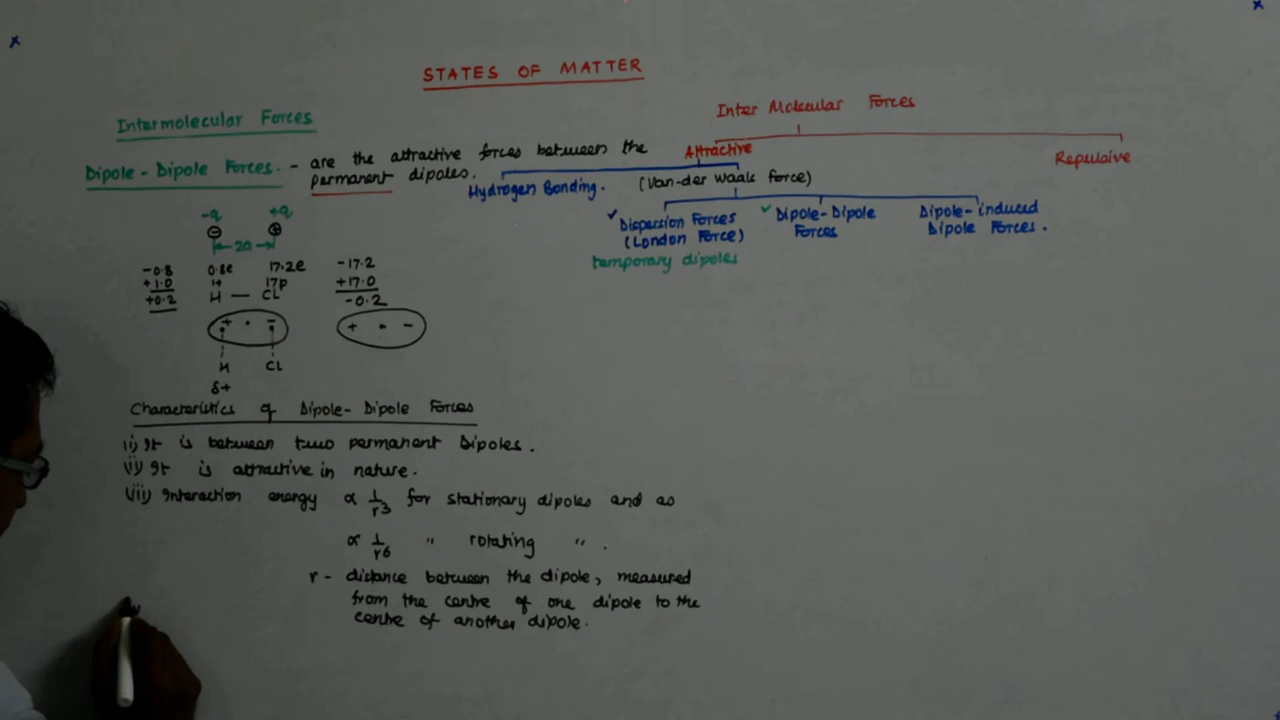 STATES OF MATTER
Intermolecular Forces
Dipole-Dipole Forces. - are the attractive forces between the
permanent dipoles.
-q +q
⊖ ⊕
←2a→
-0.8 0.8e 17.2e -17.2
+1.0 1+ 17p +17.0
+0.2 H — CL -0.2
+ · - + · -
H CL
δ+
Characteristics of Dipole-Dipole Forces
(i) It is between two permanent Dipoles.
(ii) It is attractive in nature.
(iii) Interaction energy ∝ 1/r3 for stationary dipoles and as
∝ 1/r6 " rotating " .
r - distance between the dipole, measured
from the centre of one dipole to the
centre of another dipole.
Inter Molecular Forces
Attractive Repulsive
Hydrogen Bonding. (Van-der waals force)
✓ Dispersion Forces ✓ Dipole-Dipole Dipole-induced
(London Force) Forces Dipole Forces.
temporary dipoles